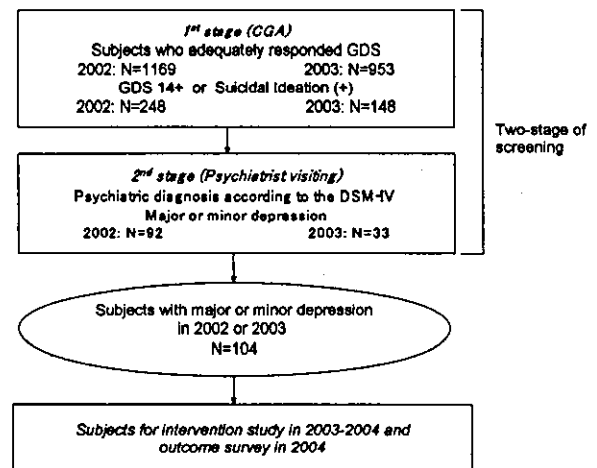 1st stage (CGA)
Subjects who adequately responded GDS
2002: N=1169 2003: N=953
GDS 14+ or Suicidal Ideation (+)
2002: N=248 2003: N=148
Two-stage of
screening
2nd stage (Psychiatrist visiting)
Psychiatric diagnosis according to the DSM-IV
Major or minor depression
2002: N=92 2003: N=33
Subjects with major or minor depression
in 2002 or 2003
N=104
Subjects for intervention study in 2003-2004 and
outcome survey in 2004